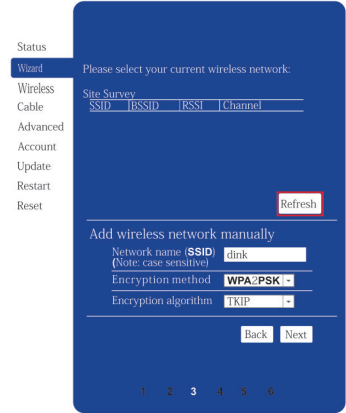 Status
Wizard
Wireless
Cable
Advanced
Account
Update
Restart
Reset
Please select your current wireless network:
Site Survey
SSID |BSSID |RSSI |Channel
Refresh
Add wireless network manually
Network name (SSID)
(Note: case sensitive)
dink
Encryption method WPA2PSK
Encryption algorithm TKIP
Back Next
1 2 3 4 5 6